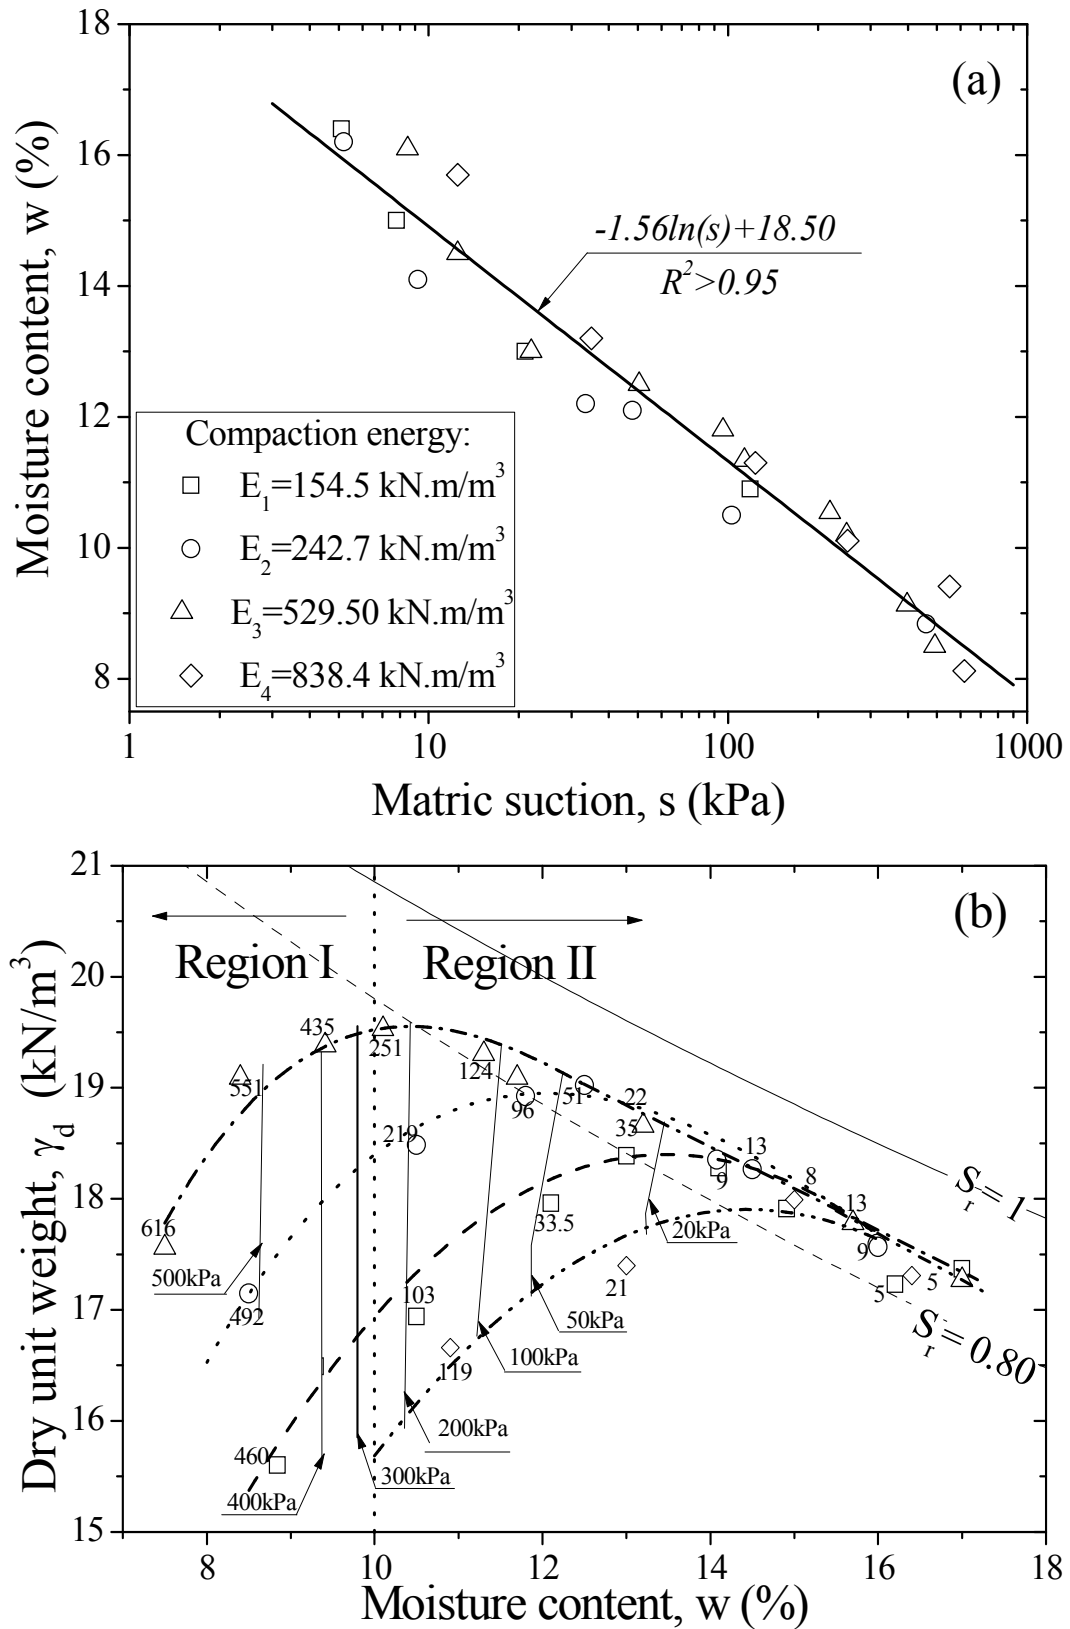 18
16
14
12
10
8
Moisture content, w (%)
(a)
-1.56ln(s)+18.50
R²>0.95
Compaction energy:
E₁=154.5 kN.m/m³
E₂=242.7 kN.m/m³
E₃=529.50 kN.m/m³
E₄=838.4 kN.m/m³
1 10 100 1000
Matric suction, s (kPa)
21
20
19
18
17
16
15
Dry unit weight, γd (kN/m³)
(b)
Region I Region II
435
251
551
124
96
51
22
35
219
13
9
8
616
33.5
13
20kPa
Sr=1
9
500kPa
492
103
21
5
5
50kPa
119
100kPa
Sr=0.80
200kPa
460
300kPa
400kPa
8 10 12 14 16 18
Moisture content, w (%)